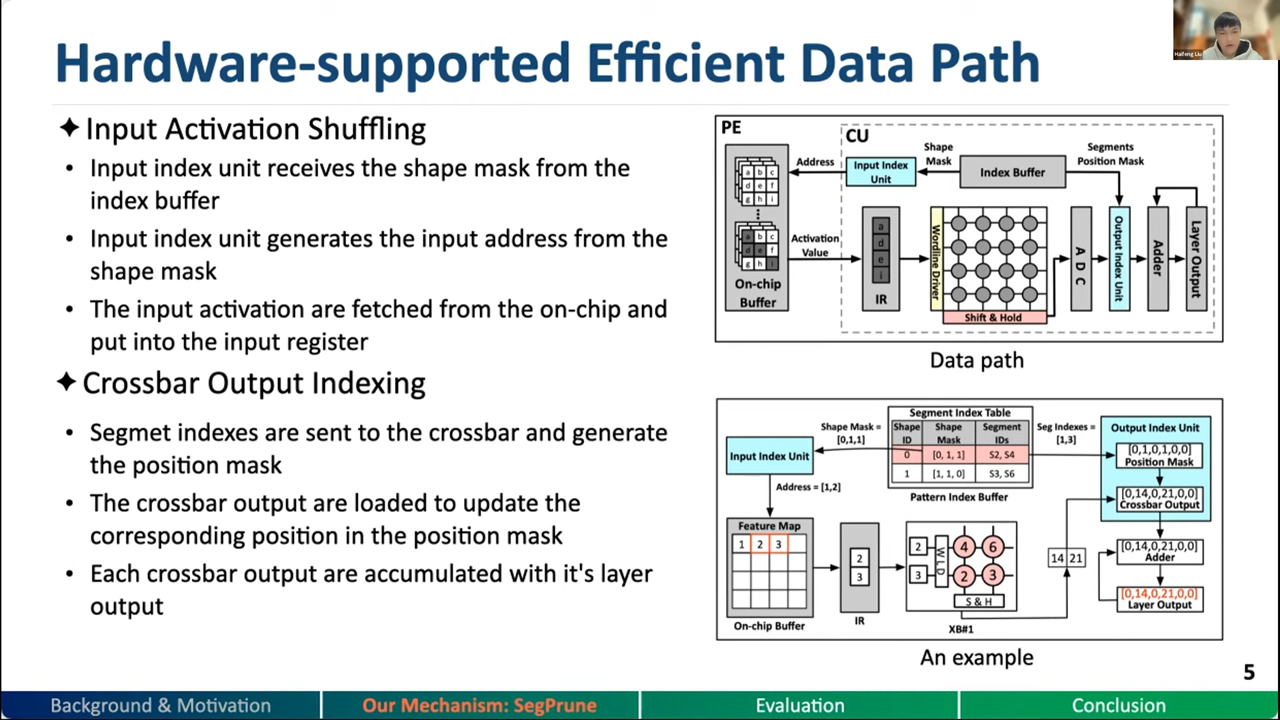 Hardware-supported Efficient Data Path
Haifeng Liu
✦ Input Activation Shuffling
• Input index unit receives the shape mask from the
index buffer
• Input index unit generates the input address from the
shape mask
• The input activation are fetched from the on-chip and
put into the input register
✦ Crossbar Output Indexing
• Segmet indexes are sent to the crossbar and generate
the position mask
• The crossbar output are loaded to update the
corresponding position in the position mask
• Each crossbar output are accumulated with it's layer
output
PE
CU
a b c
d e f
g h i
⋮
a b c
d e f
g h i
On-chip
Buffer
Address
Activation
Value
Input Index
Unit
Shape
Mask
Index Buffer
Segments
Position Mask
a
d
e
i
IR
Wordline Driver
Shift & Hold
ADC
Output Index Unit
Adder
Layer Output
Data path
Segment Index Table
Shape
ID
Shape
Mask
Segment
IDs
0 [0, 1, 1] S2, S4
1 [1, 1, 0] S3, S6
Pattern Index Buffer
Shape Mask =
[0,1,1]
Input Index Unit
Address = [1,2]
Seg Indexes =
[1,3]
Output Index Unit
[0,1,0,1,0,0]
Position Mask
[0,14,0,21,0,0]
Crossbar Output
[0,14,0,21,0,0]
Adder
[0,14,0,21,0,0]
Layer Output
Feature Map
1 2 3
On-chip Buffer
2
3
IR
2
3
WLD
4 6
2 3
S & H
XB#1
14 21
An example
5
Background & Motivation
Our Mechanism: SegPrune
Evaluation
Conclusion